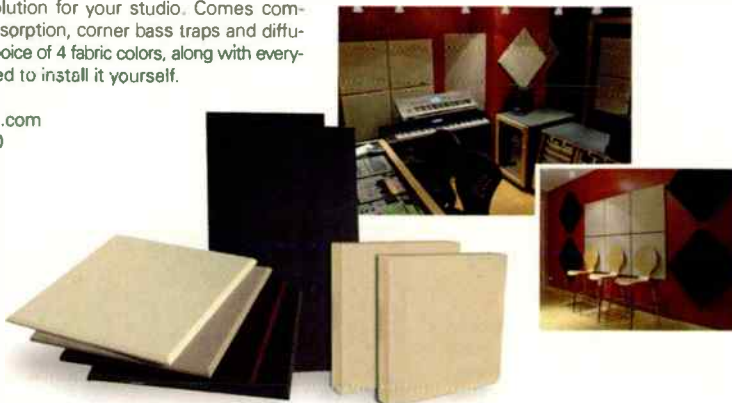 olution for your studio. Comes com-
sorption, corner bass traps and diffu-
oice of 4 fabric colors, along with every-
ed to install it yourself.
.com
0